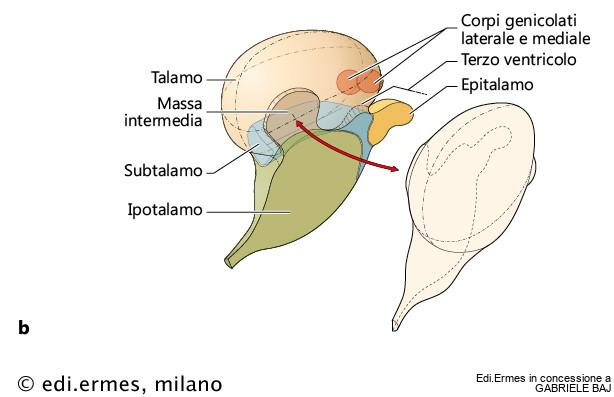 Corpi genicolati
laterale e mediale
Terzo ventricolo
Epitalamo
Talamo
Massa
intermedia
Subtalamo
Ipotalamo
b
© edi.ermes, milano
Edi.Ermes in concessione a
GABRIELE BAJ